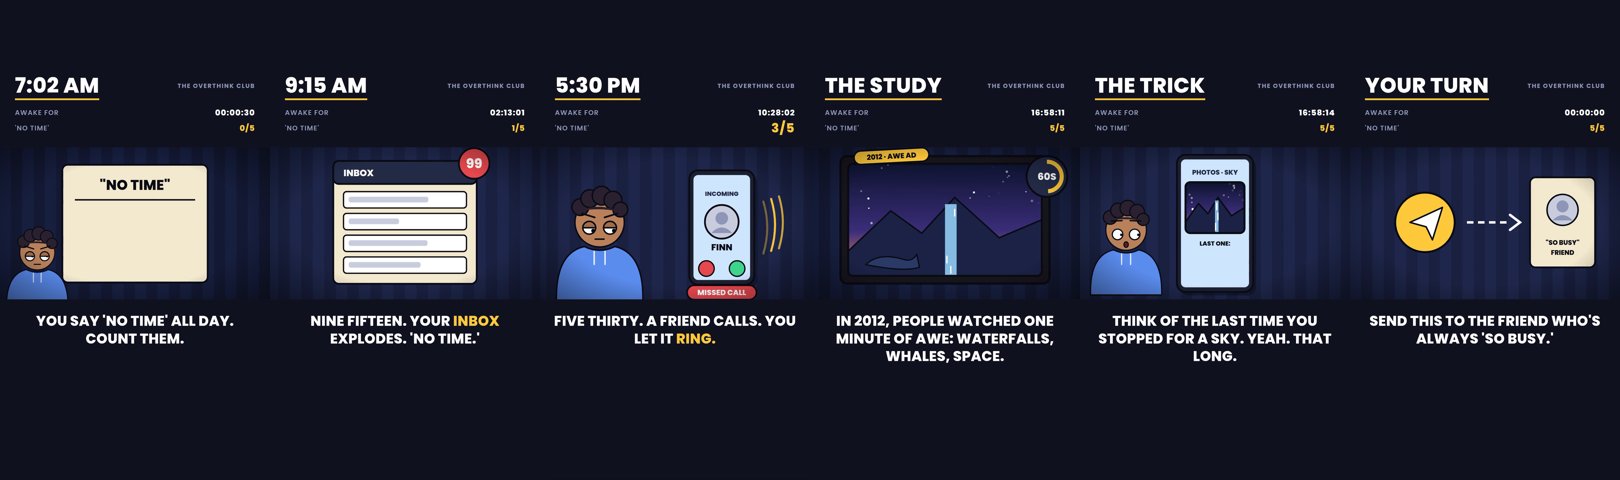 7:02 AM
THE OVERTHINK CLUB
AWAKE FOR 00:00:30
'NO TIME' 0/5
"NO TIME"
YOU SAY 'NO TIME' ALL DAY.
COUNT THEM.
9:15 AM
THE OVERTHINK CLUB
AWAKE FOR 02:13:01
'NO TIME' 1/5
INBOX
99
NINE FIFTEEN. YOUR INBOX
EXPLODES. 'NO TIME.'
5:30 PM
THE OVERTHINK CLUB
AWAKE FOR 10:28:02
'NO TIME' 3/5
INCOMING
FINN
MISSED CALL
FIVE THIRTY. A FRIEND CALLS. YOU
LET IT RING.
THE STUDY
THE OVERTHINK CLUB
AWAKE FOR 16:58:11
'NO TIME' 5/5
2012 · AWE AD
60S
IN 2012, PEOPLE WATCHED ONE
MINUTE OF AWE: WATERFALLS,
WHALES, SPACE.
THE TRICK
THE OVERTHINK CLUB
AWAKE FOR 16:58:14
'NO TIME' 5/5
PHOTOS · SKY
LAST ONE:
THINK OF THE LAST TIME YOU
STOPPED FOR A SKY. YEAH. THAT
LONG.
YOUR TURN
THE OVERTHINK CLUB
AWAKE FOR 00:00:00
'NO TIME' 5/5
"SO BUSY"
FRIEND
SEND THIS TO THE FRIEND WHO'S
ALWAYS 'SO BUSY.'